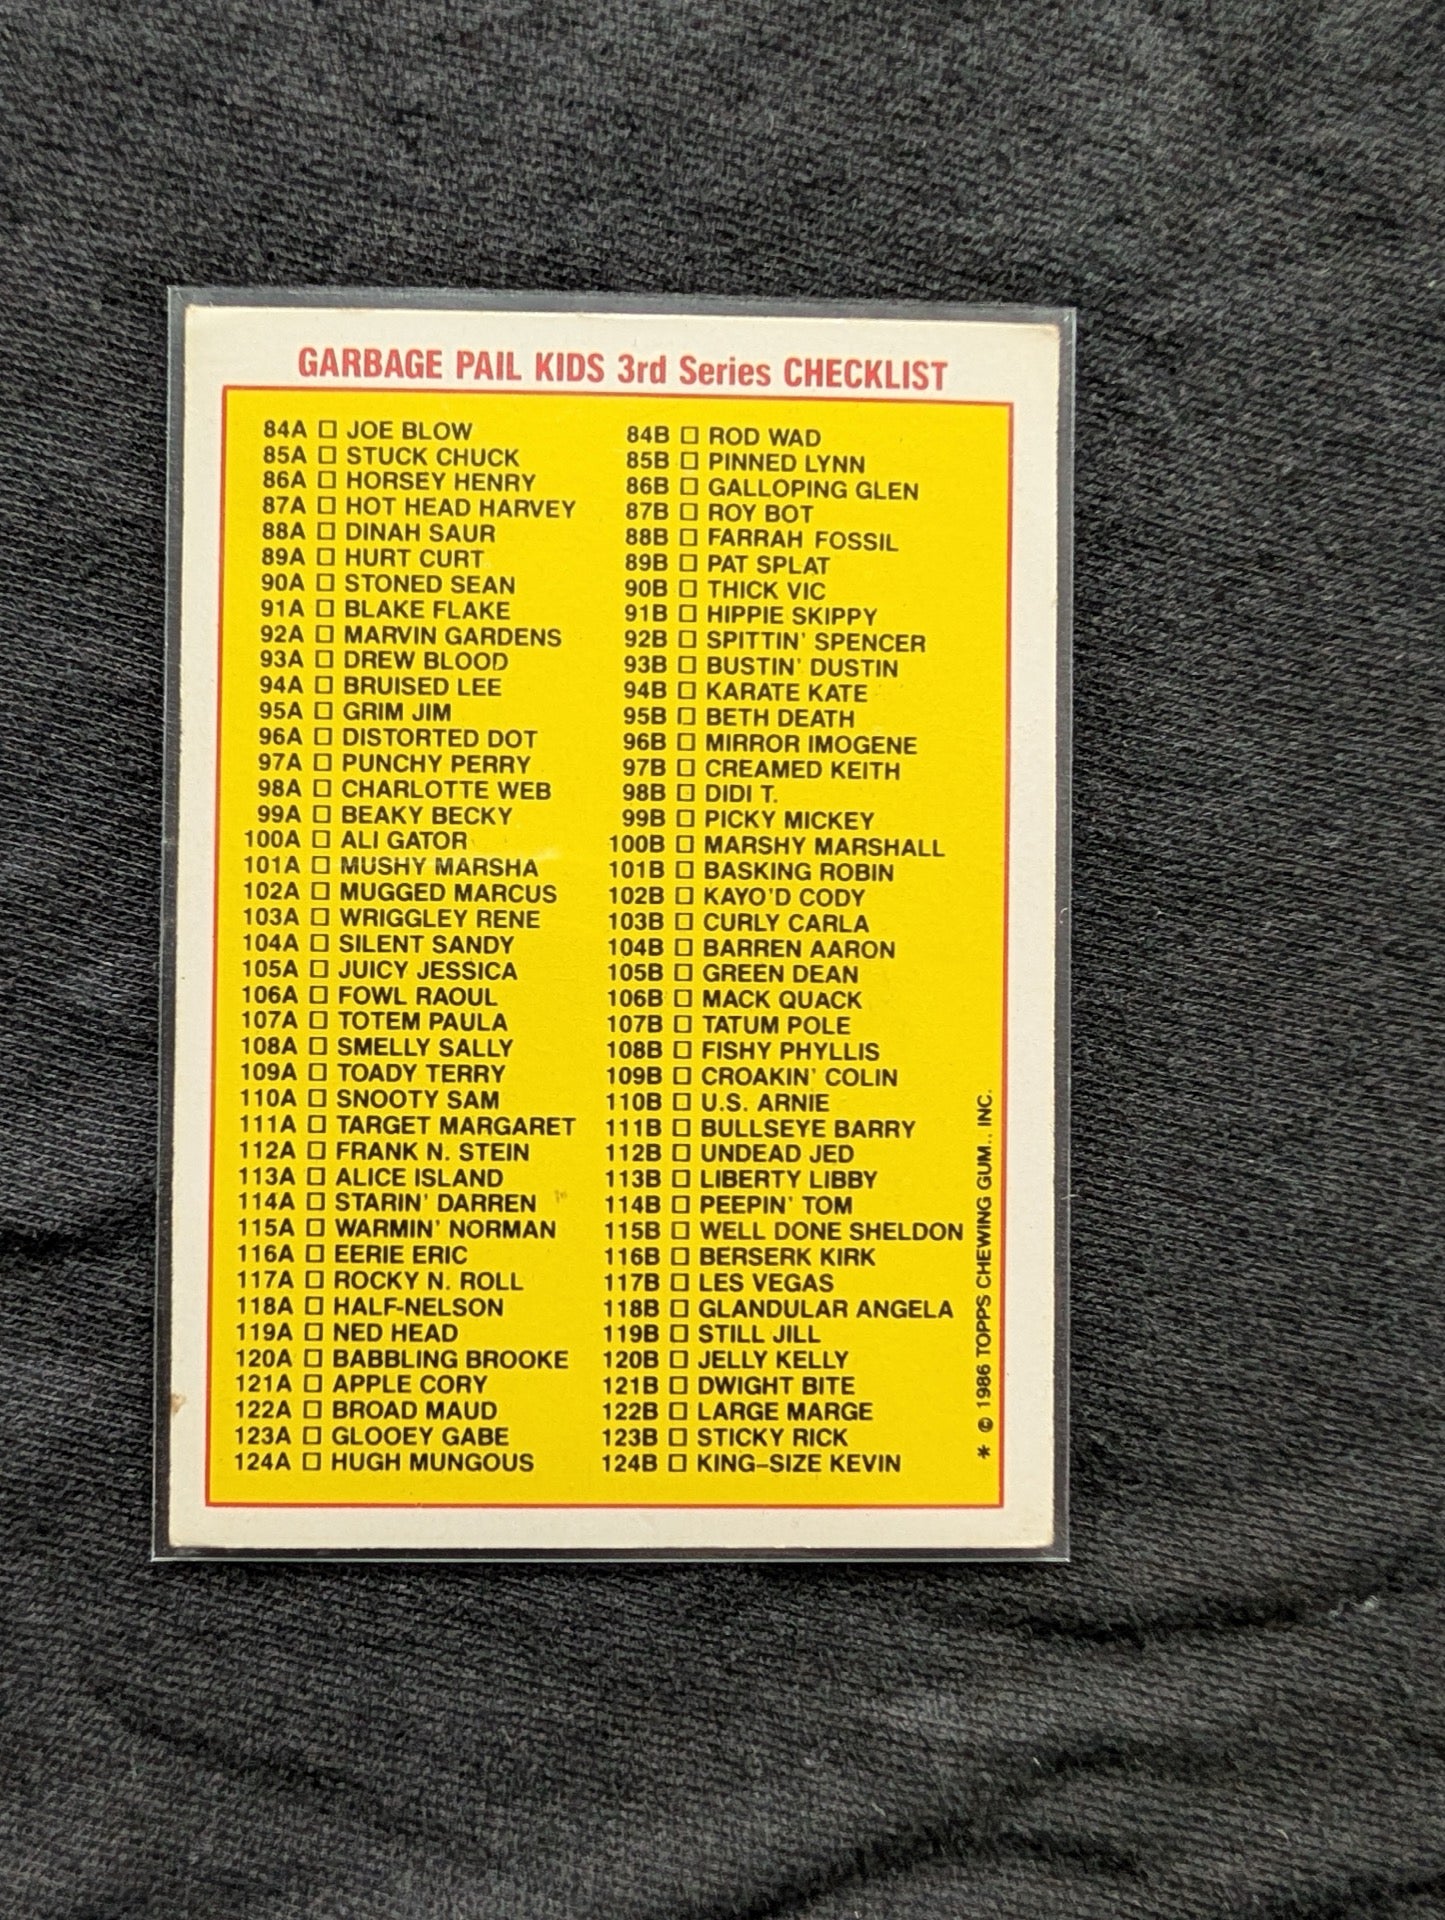 GARBAGE PAIL KIDS 3rd Series CHECKLIST
84A □ JOE BLOW 84B □ ROD WAD
85A □ STUCK CHUCK 85B □ PINNED LYNN
86A □ HORSEY HENRY 86B □ GALLOPING GLEN
87A □ HOT HEAD HARVEY 87B □ ROY BOT
88A □ DINAH SAUR 88B □ FARRAH FOSSIL
89A □ HURT CURT 89B □ PAT SPLAT
90A □ STONED SEAN 90B □ THICK VIC
91A □ BLAKE FLAKE 91B □ HIPPIE SKIPPY
92A □ MARVIN GARDENS 92B □ SPITTIN' SPENCER
93A □ DREW BLOOD 93B □ BUSTIN' DUSTIN
94A □ BRUISED LEE 94B □ KARATE KATE
95A □ GRIM JIM 95B □ BETH DEATH
96A □ DISTORTED DOT 96B □ MIRROR IMOGENE
97A □ PUNCHY PERRY 97B □ CREAMED KEITH
98A □ CHARLOTTE WEB 98B □ DIDI T.
99A □ BEAKY BECKY 99B □ PICKY MICKEY
100A □ ALI GATOR 100B □ MARSHY MARSHALL
101A □ MUSHY MARSHA 101B □ BASKING ROBIN
102A □ MUGGED MARCUS 102B □ KAYO'D CODY
103A □ WRIGGLEY RENE 103B □ CURLY CARLA
104A □ SILENT SANDY 104B □ BARREN AARON
105A □ JUICY JESSICA 105B □ GREEN DEAN
106A □ FOWL RAOUL 106B □ MACK QUACK
107A □ TOTEM PAULA 107B □ TATUM POLE
108A □ SMELLY SALLY 108B □ FISHY PHYLLIS
109A □ TOADY TERRY 109B □ CROAKIN' COLIN
110A □ SNOOTY SAM 110B □ U.S. ARNIE
111A □ TARGET MARGARET 111B □ BULLSEYE BARRY
112A □ FRANK N. STEIN 112B □ UNDEAD JED
113A □ ALICE ISLAND 113B □ LIBERTY LIBBY
114A □ STARIN' DARREN 114B □ PEEPIN' TOM
115A □ WARMIN' NORMAN 115B □ WELL DONE SHELDON
116A □ EERIE ERIC 116B □ BERSERK KIRK
117A □ ROCKY N. ROLL 117B □ LES VEGAS
118A □ HALF-NELSON 118B □ GLANDULAR ANGELA
119A □ NED HEAD 119B □ STILL JILL
120A □ BABBLING BROOKE 120B □ JELLY KELLY
121A □ APPLE CORY 121B □ DWIGHT BITE
122A □ BROAD MAUD 122B □ LARGE MARGE
123A □ GLOOEY GABE 123B □ STICKY RICK
124A □ HUGH MUNGOUS 124B □ KING–SIZE KEVIN
* © 1986 TOPPS CHEWING GUM., INC.